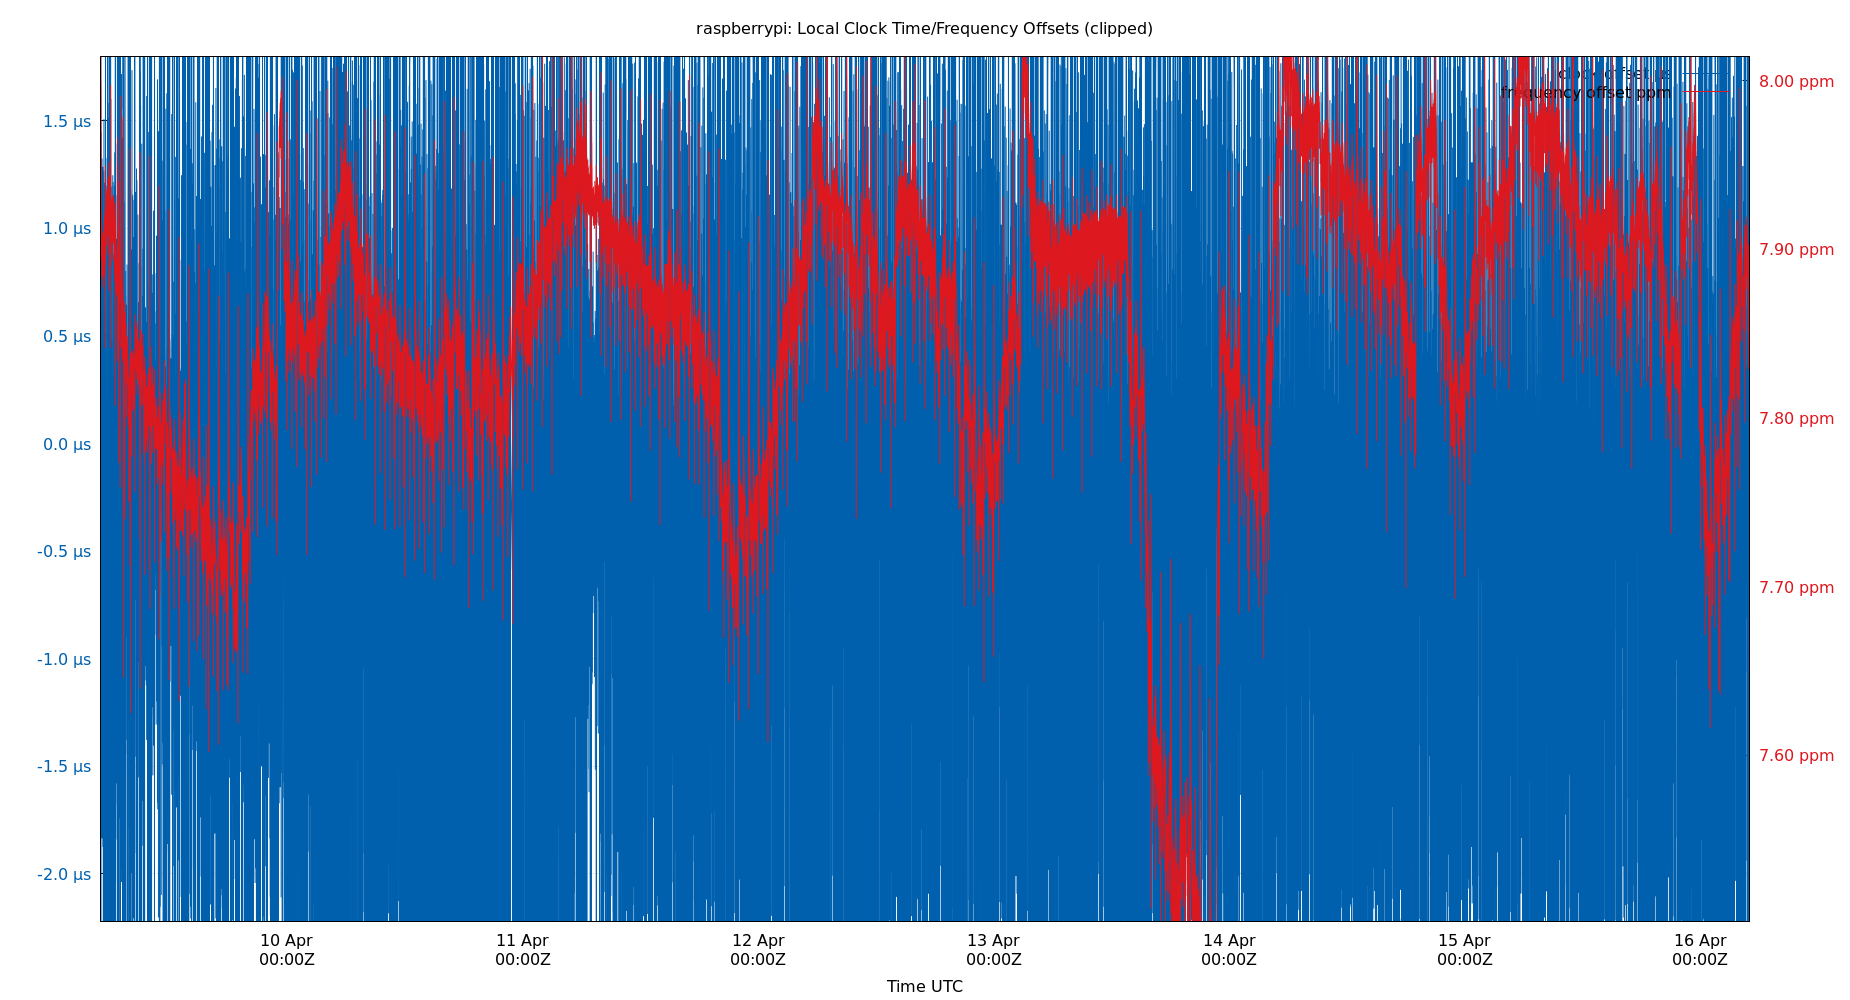 raspberrypi: Local Clock Time/Frequency Offsets (clipped)
clock offset µs
frequency offset ppm
1.5 µs
1.0 µs
0.5 µs
0.0 µs
-0.5 µs
-1.0 µs
-1.5 µs
-2.0 µs
8.00 ppm
7.90 ppm
7.80 ppm
7.70 ppm
7.60 ppm
10 Apr
00:00Z
11 Apr
00:00Z
12 Apr
00:00Z
13 Apr
00:00Z
14 Apr
00:00Z
15 Apr
00:00Z
16 Apr
00:00Z
Time UTC